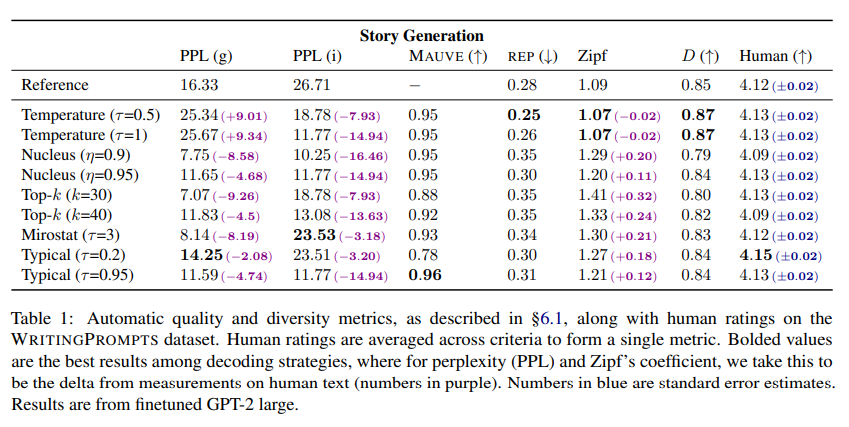 Story Generation
PPL (g) PPL (i) MAUVE (↑) REP (↓) Zipf D (↑) Human (↑)
Reference 16.33 26.71 − 0.28 1.09 0.85 4.12 (±0.02)
Temperature (τ=0.5) 25.34 (+9.01) 18.78 (−7.93) 0.95 0.25 1.07 (−0.02) 0.87 4.13 (±0.02)
Temperature (τ=1) 25.67 (+9.34) 11.77 (−14.94) 0.95 0.26 1.07 (−0.02) 0.87 4.13 (±0.02)
Nucleus (η=0.9) 7.75 (−8.58) 10.25 (−16.46) 0.95 0.35 1.29 (+0.20) 0.79 4.09 (±0.02)
Nucleus (η=0.95) 11.65 (−4.68) 11.77 (−14.94) 0.95 0.30 1.20 (+0.11) 0.84 4.13 (±0.02)
Top-k (k=30) 7.07 (−9.26) 18.78 (−7.93) 0.88 0.35 1.41 (+0.32) 0.80 4.13 (±0.02)
Top-k (k=40) 11.83 (−4.5) 13.08 (−13.63) 0.92 0.35 1.33 (+0.24) 0.82 4.09 (±0.02)
Mirostat (τ=3) 8.14 (−8.19) 23.53 (−3.18) 0.93 0.34 1.30 (+0.21) 0.83 4.12 (±0.02)
Typical (τ=0.2) 14.25 (−2.08) 23.51 (−3.20) 0.78 0.30 1.27 (+0.18) 0.84 4.15 (±0.02)
Typical (τ=0.95) 11.59 (−4.74) 11.77 (−14.94) 0.96 0.31 1.21 (+0.12) 0.84 4.13 (±0.02)
Table 1: Automatic quality and diversity metrics, as described in §6.1, along with human ratings on the
WRITINGPROMPTS dataset. Human ratings are averaged across criteria to form a single metric. Bolded values
are the best results among decoding strategies, where for perplexity (PPL) and Zipf's coefficient, we take this to
be the delta from measurements on human text (numbers in purple). Numbers in blue are standard error estimates.
Results are from finetuned GPT-2 large.